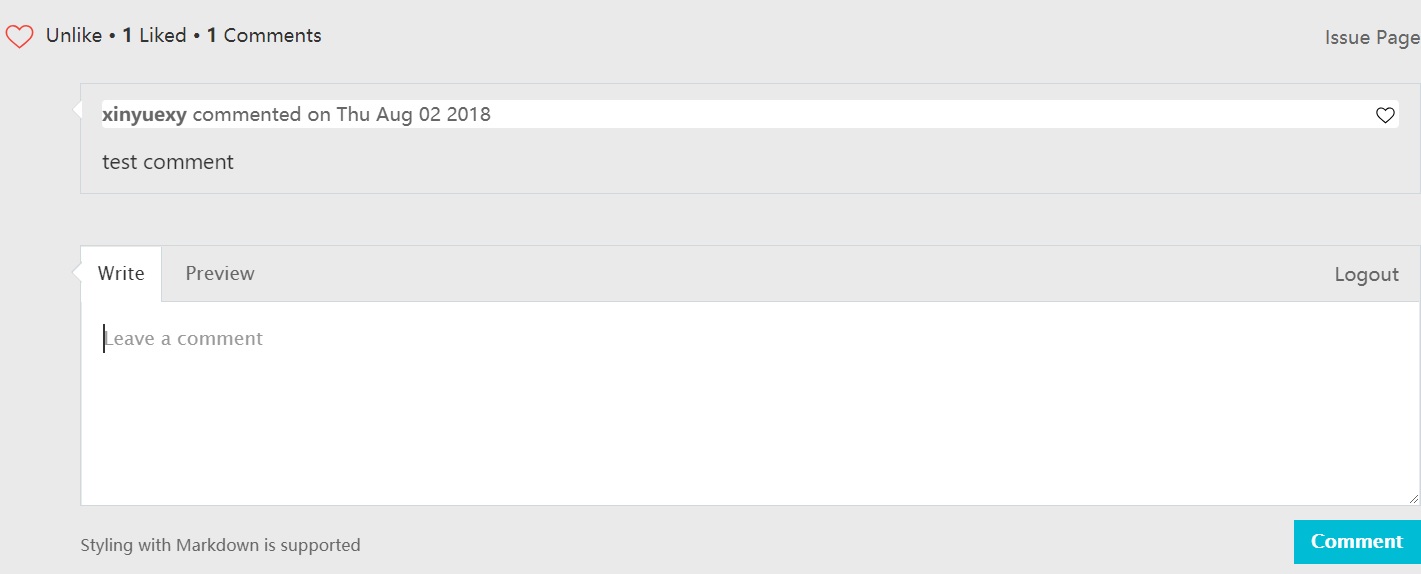 Unlike • 1 Liked • 1 Comments
Issue Page
xinyuexy commented on Thu Aug 02 2018
test comment
Write
Preview
Logout
Leave a comment
Styling with Markdown is supported
Comment